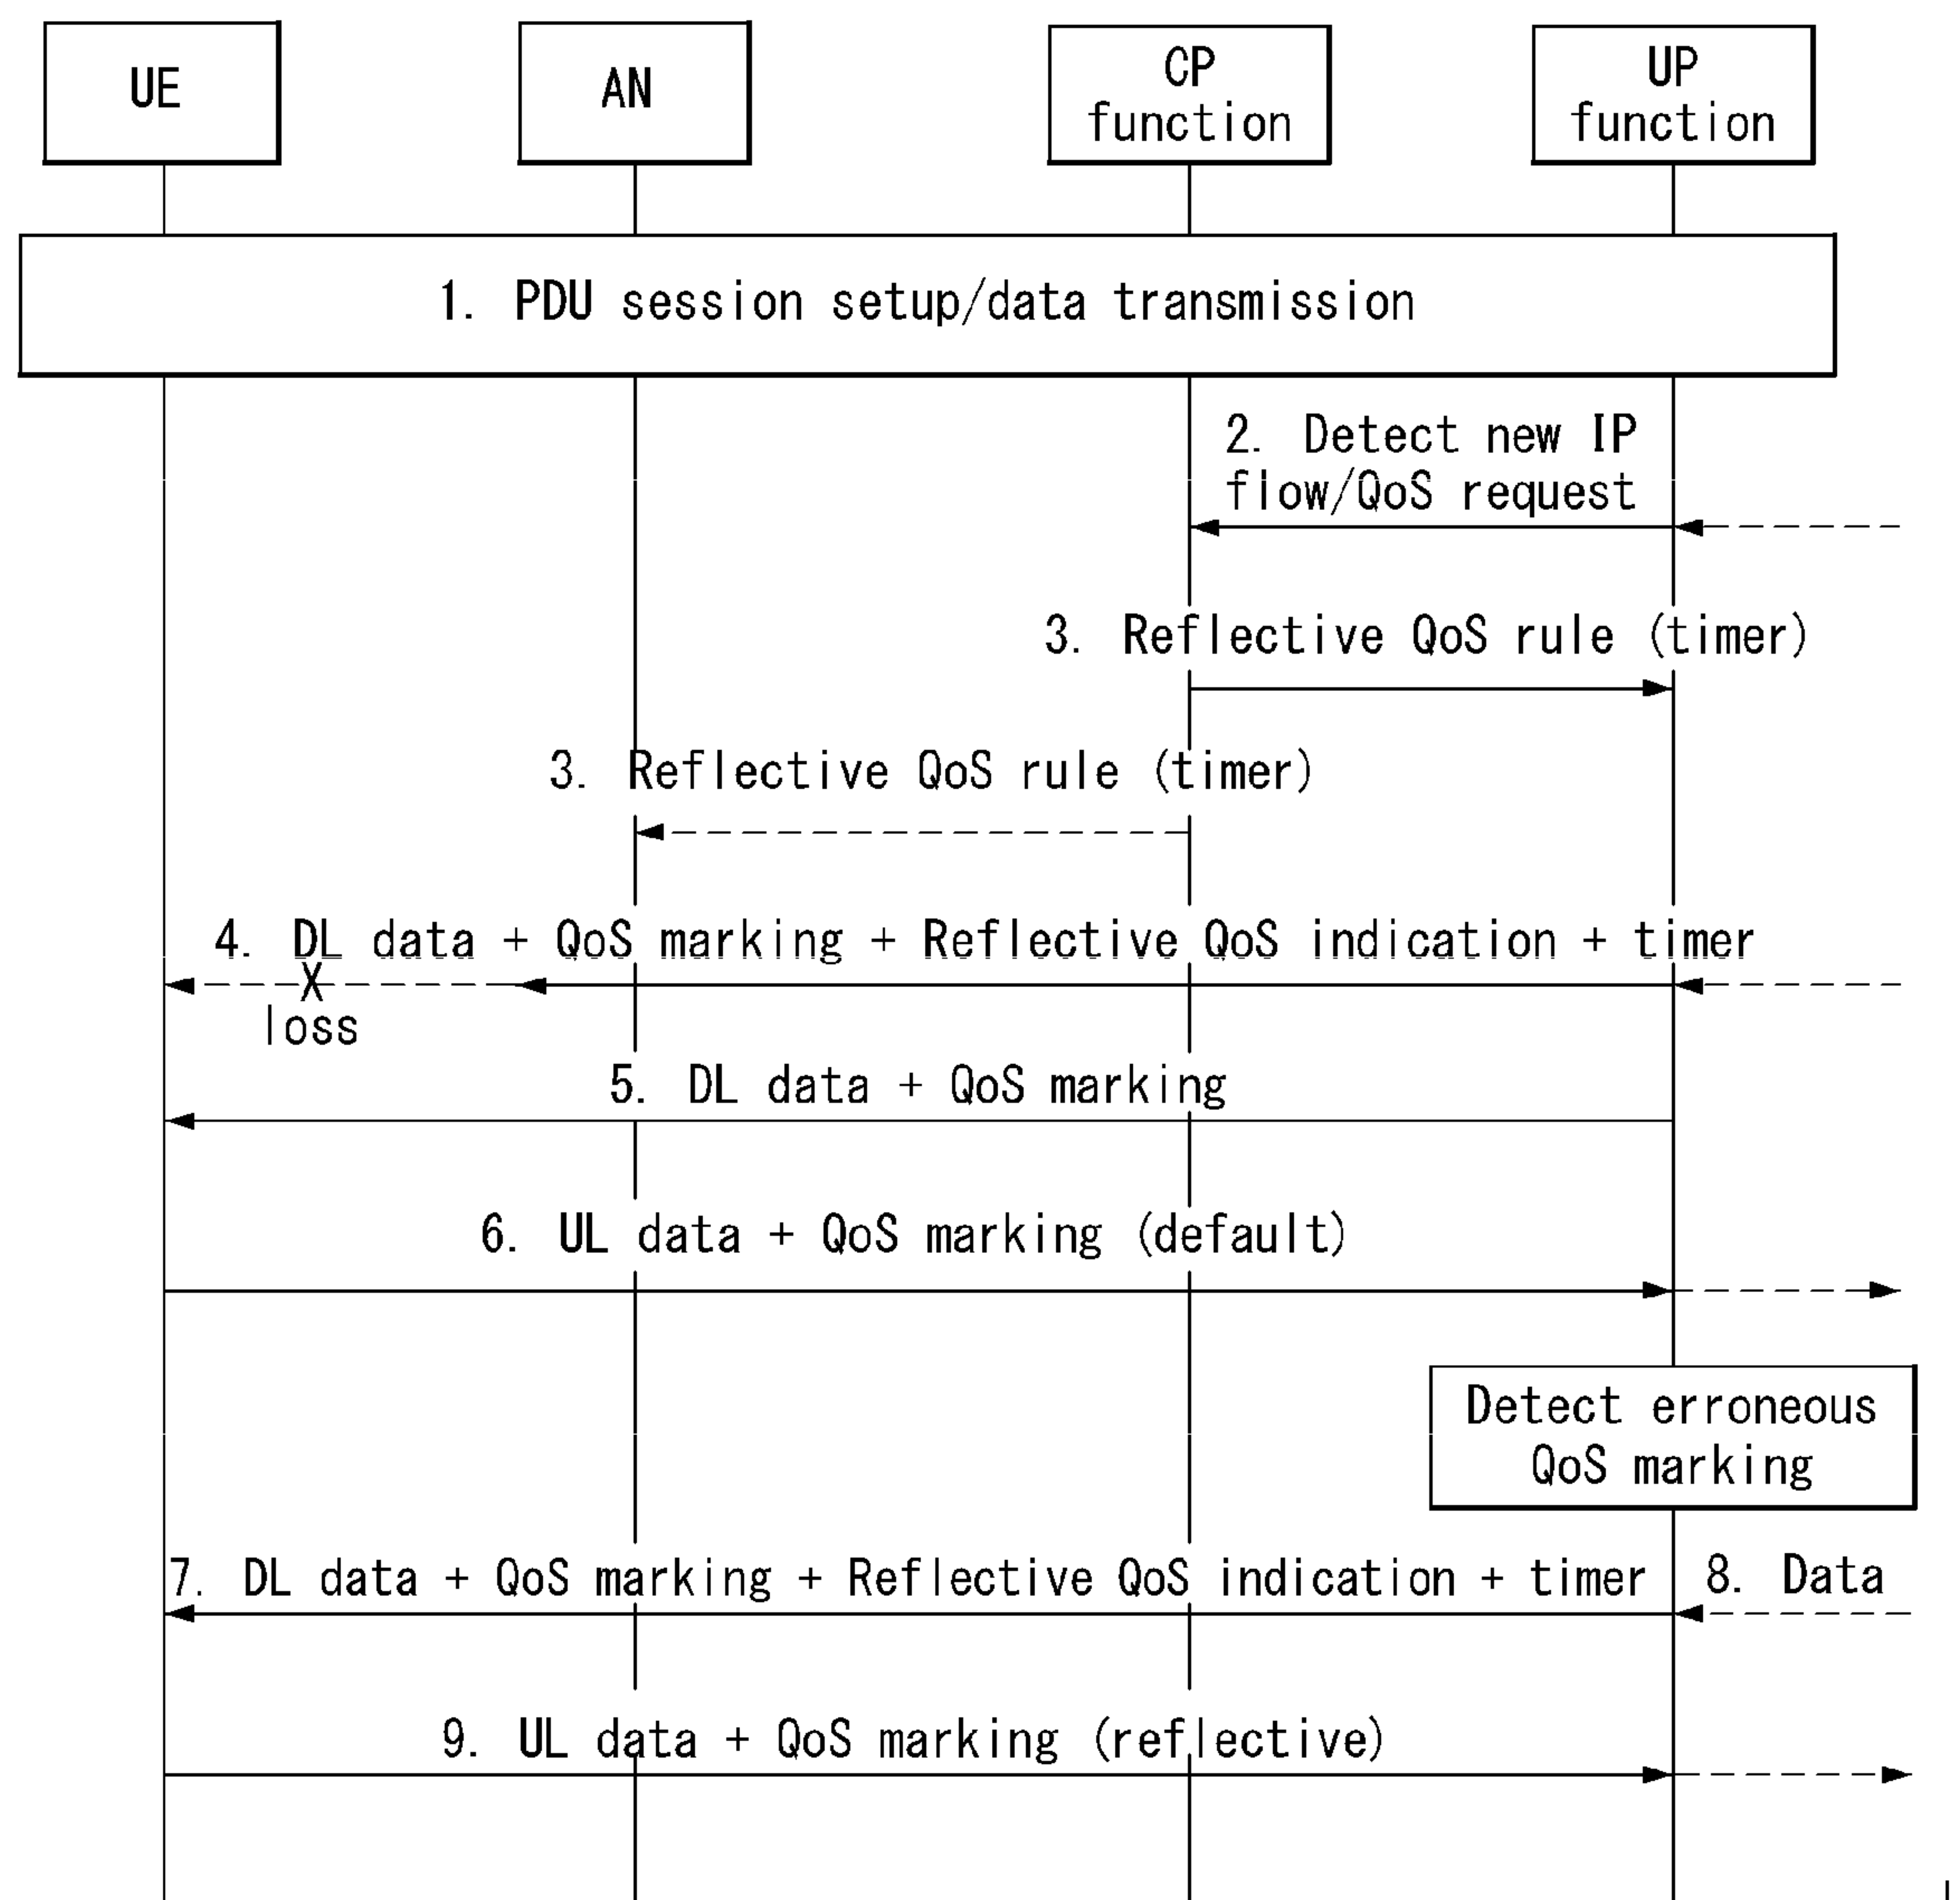 UE
AN
CP
function
UP
function
1. PDU session setup/data transmission
2. Detect new IP
flow/QoS request
3. Reflective QoS rule (timer)
3. Reflective QoS rule (timer)
4. DL data + QoS marking + Reflective QoS indication + timer
X
loss
5. DL data + QoS marking
6. UL data + QoS marking (default)
Detect erroneous
QoS marking
7. DL data + QoS marking + Reflective QoS indication + timer
8. Data
9. UL data + QoS marking (reflective)